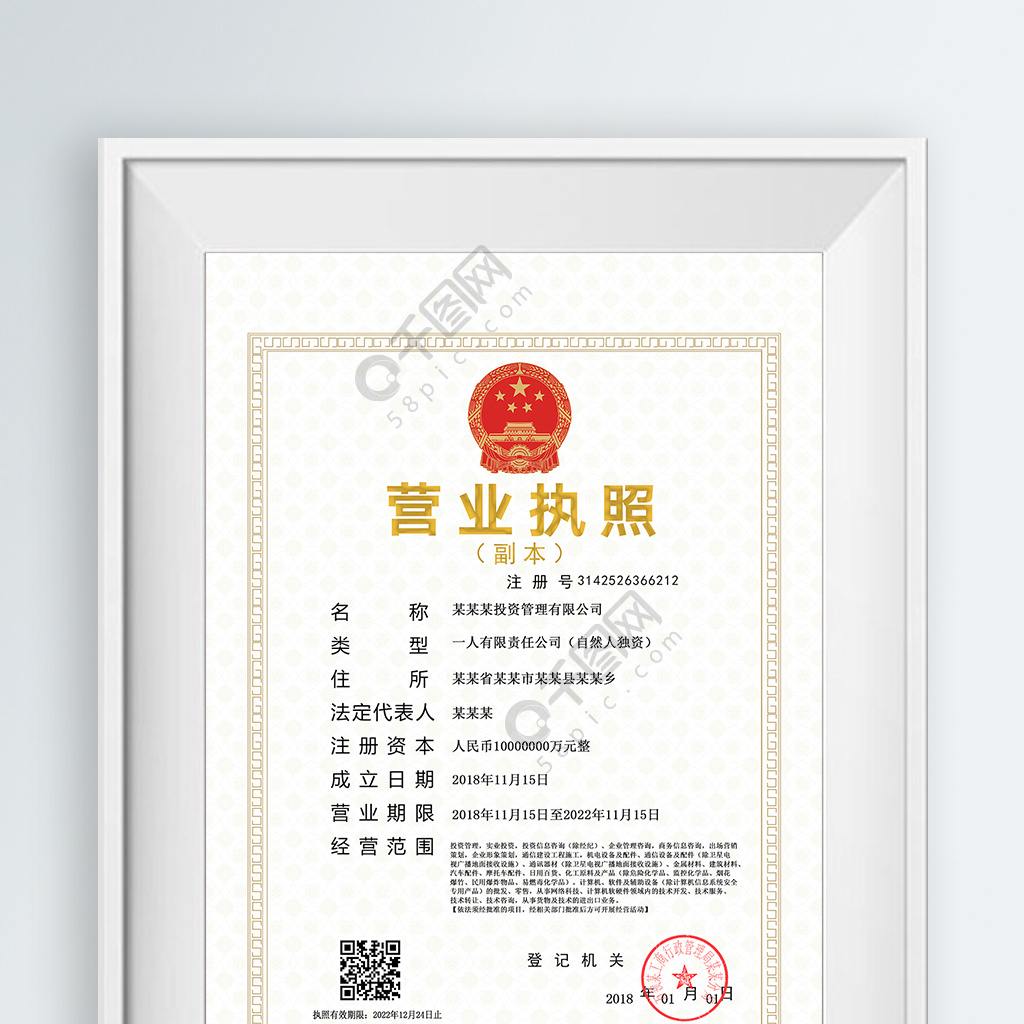 千图网
58pic.com
营业执照
（副本）
注 册 号 3142526366212
名 称 某某某投资管理有限公司
类 型 一人有限责任公司（自然人独资）
住 所 某某省某某市某某县某某乡
法定代表人 某某某
注册资本 人民币10000000万元整
成立日期 2018年11月15日
营业期限 2018年11月15日至2022年11月15日
经营范围 投资管理，实业投资，投资信息咨询（除经纪）、企业管理咨询，商务信息咨询，出场营销
策划，企业形象策划，通信建设工程施工，机电设备及配件、通信设备及配件（除卫星电
视广播地面接收设施）、通讯器材（除卫星电视广播地面接收设施）、金属材料、建筑材料、
汽车配件、摩托车配件、日用百货、化工原料及产品（除危险化学品、监控化学品、烟花
爆竹、民用爆炸物品、易燃毒化学品）。计算机、软件及辅助设备（除计算机信息系统安全
专用产品）的批发、零售，从事网络科技、计算机软硬件领域内的技术开发、技术服务、
技术转让、技术咨询，从事货物及技术的进出口业务。
【依法须经批准的项目，经相关部门批准后方可开展经营活动】
千图网
58pic.com
登记机关
2018 年 01 月 01日
执照有效期限：2022年12月24日止